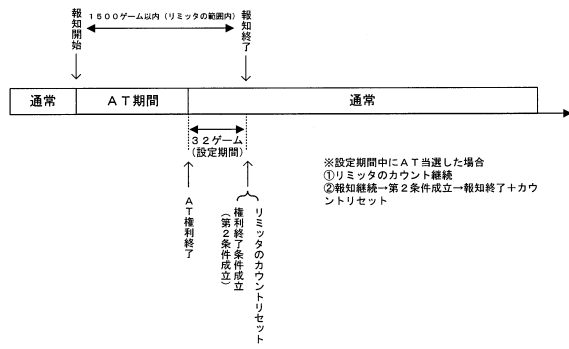 報知開始
1500ゲーム以内（リミッタの範囲内）
報知終了
通常
AT期間
通常
32ゲーム
（設定期間）
※設定期間中にAT当選した場合
①リミッタのカウント継続
②報知継続→第2条件成立→報知終了＋カウ
ントリセット
AT権利終了
権利終了条件成立
（第2条件成立）
リミッタのカウントリセット